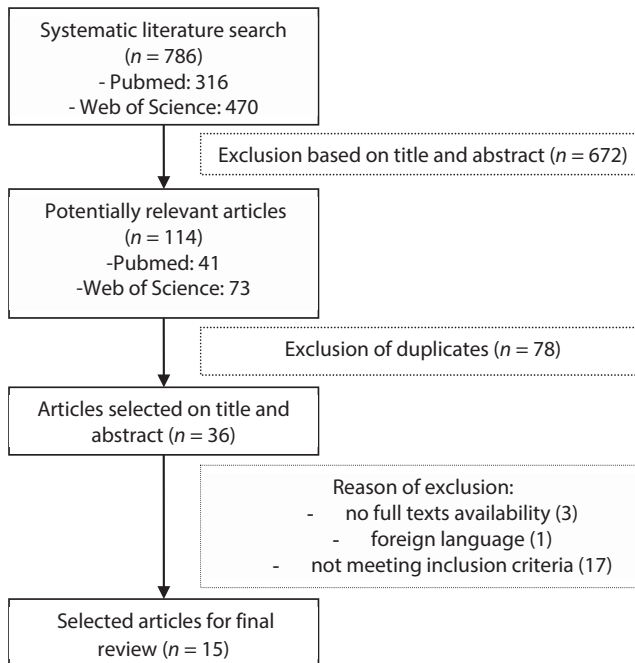 Systematic literature search
(n = 786)
- Pubmed: 316
- Web of Science: 470
Exclusion based on title and abstract (n = 672)
Potentially relevant articles
(n = 114)
-Pubmed: 41
-Web of Science: 73
Exclusion of duplicates (n = 78)
Articles selected on title and
abstract (n = 36)
Reason of exclusion:
- no full texts availability (3)
- foreign language (1)
- not meeting inclusion criteria (17)
Selected articles for final
review (n = 15)